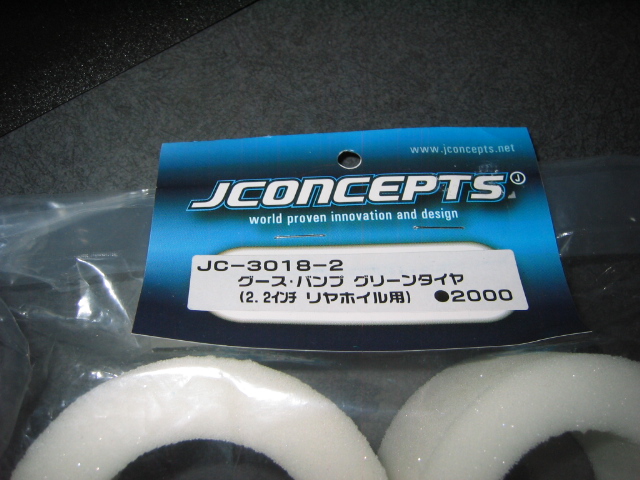 www.jconcepts.net
JCONCEPTS
world proven innovation and design
JC-3018-2
グース・バンプ グリーンタイヤ
(2.2インチ リヤホイル用) ●2000